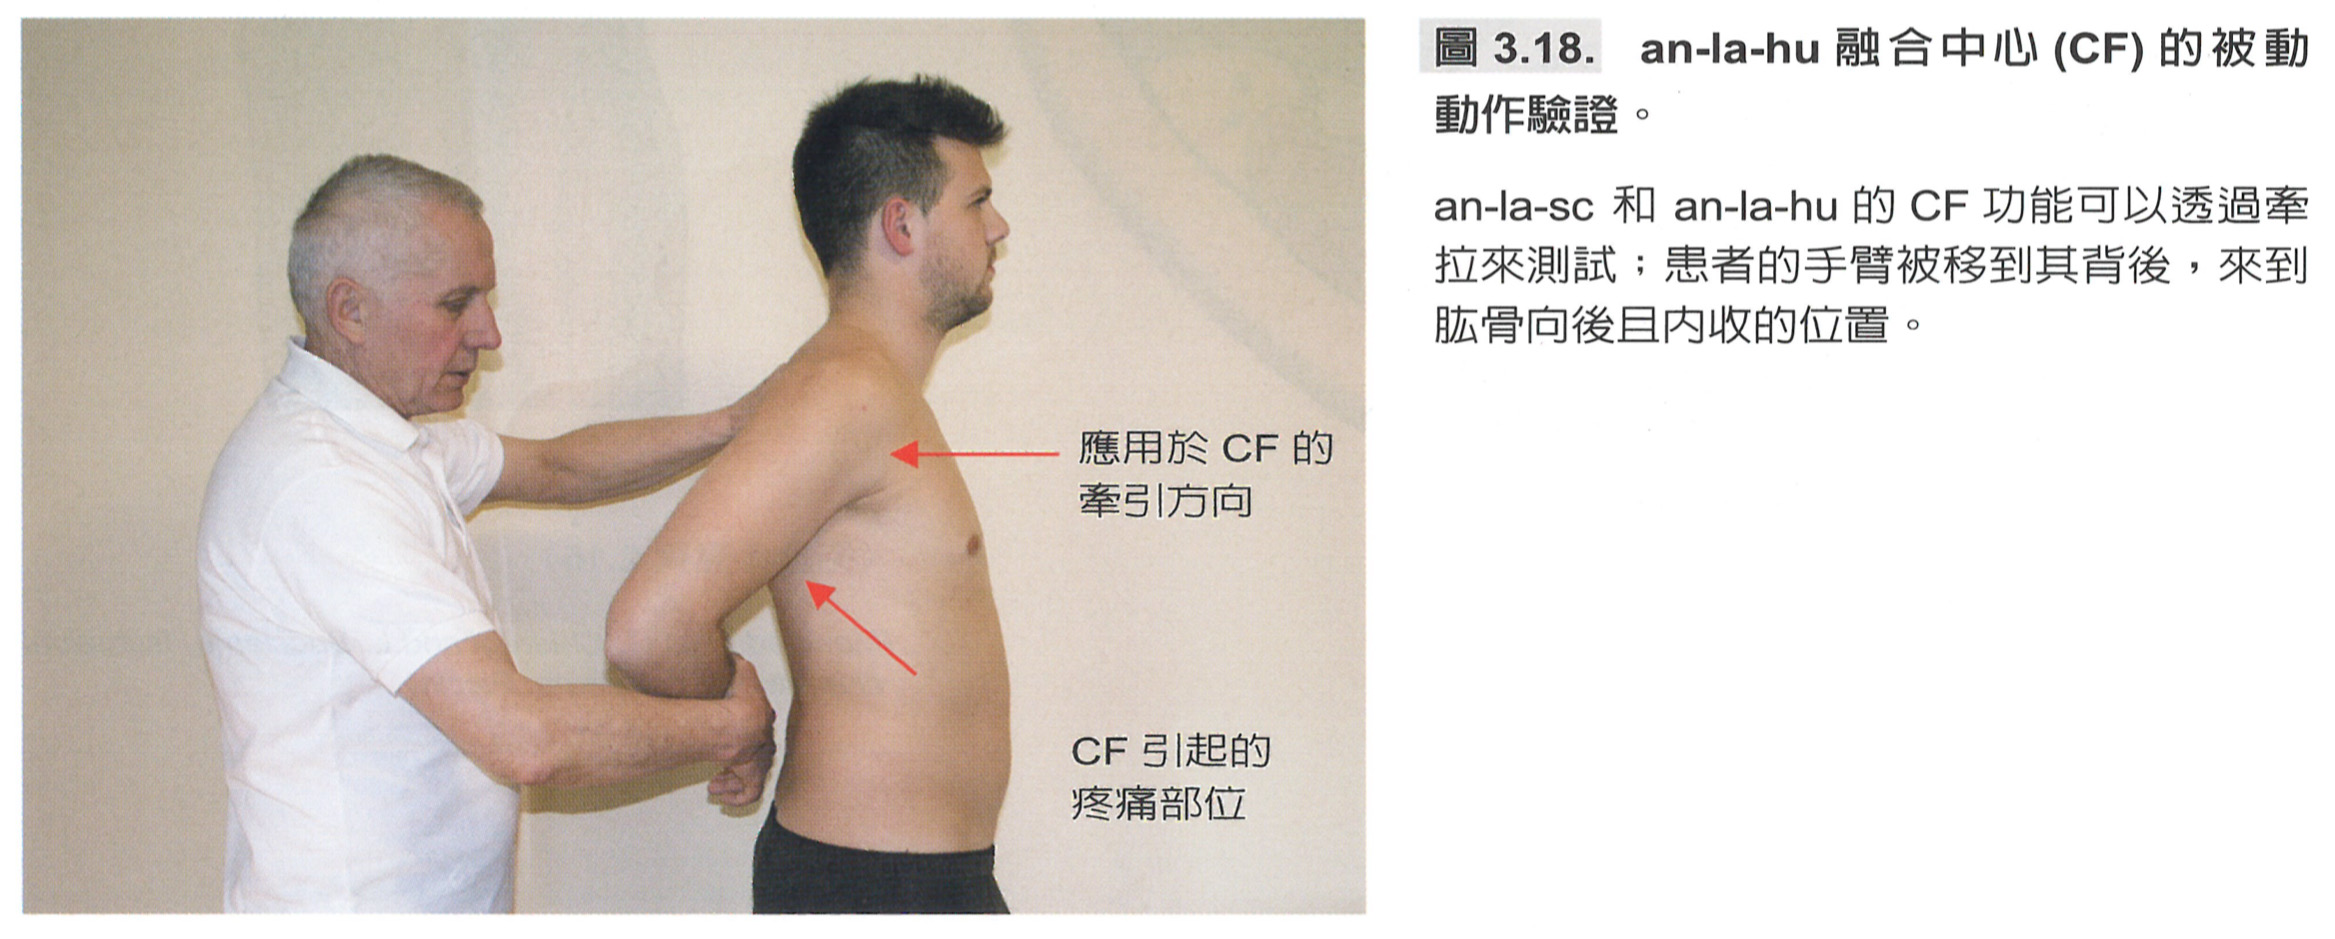 圖 3.18. an-la-hu 融合中心 (CF) 的被動
動作驗證。
an-la-sc 和 an-la-hu 的 CF 功能可以透過牽
拉來測試；患者的手臂被移到其背後，來到
肱骨向後且內收的位置。
應用於 CF 的
牽引方向
CF 引起的
疼痛部位